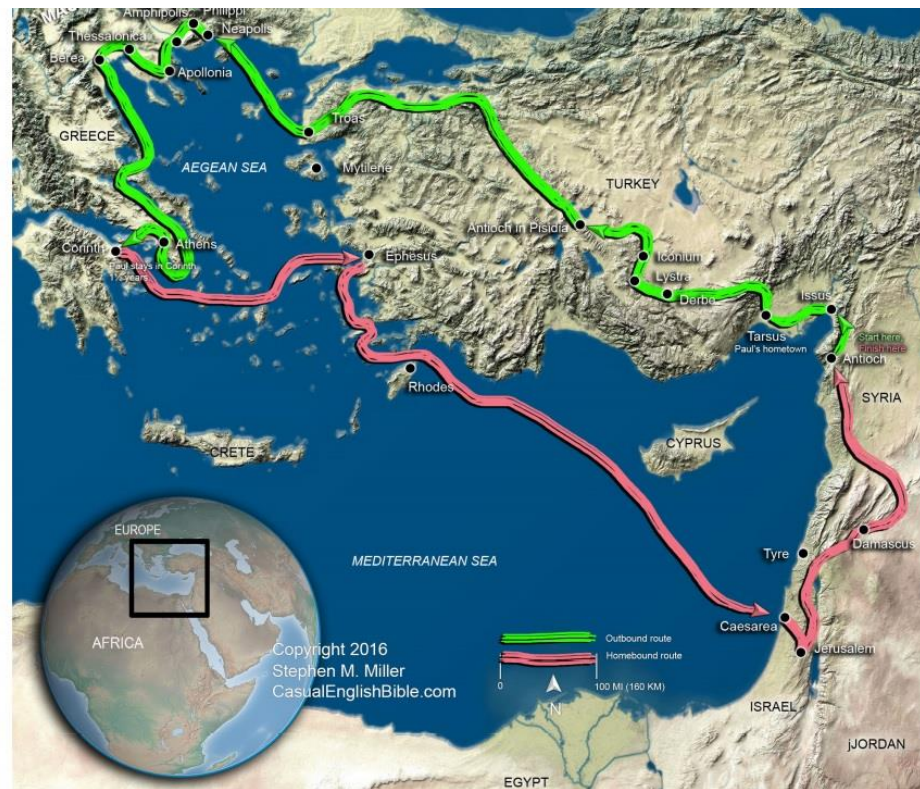 Amphipolis
Philippi
Neapolis
Thessalonica
Berea
Apollonia
GREECE
AEGEAN SEA
Troas
Mytilene
TURKEY
Antioch in Pisidia
Corinth
Athens
Paul stays in Corinth
1½ years
Ephesus
Iconium
Lystra
Derbe
Issus
Tarsus
Paul's hometown
Start here
Finish here
Antioch
Rhodes
SYRIA
CRETE
CYPRUS
EUROPE
MEDITERRANEAN SEA
Tyre
Damascus
AFRICA
Caesarea
Jerusalem
Copyright 2016
Stephen M. Miller
CasualEnglishBible.com
Outbound route
Homebound route
0
100 MI (160 KM)
N
ISRAEL
jJORDAN
EGYPT